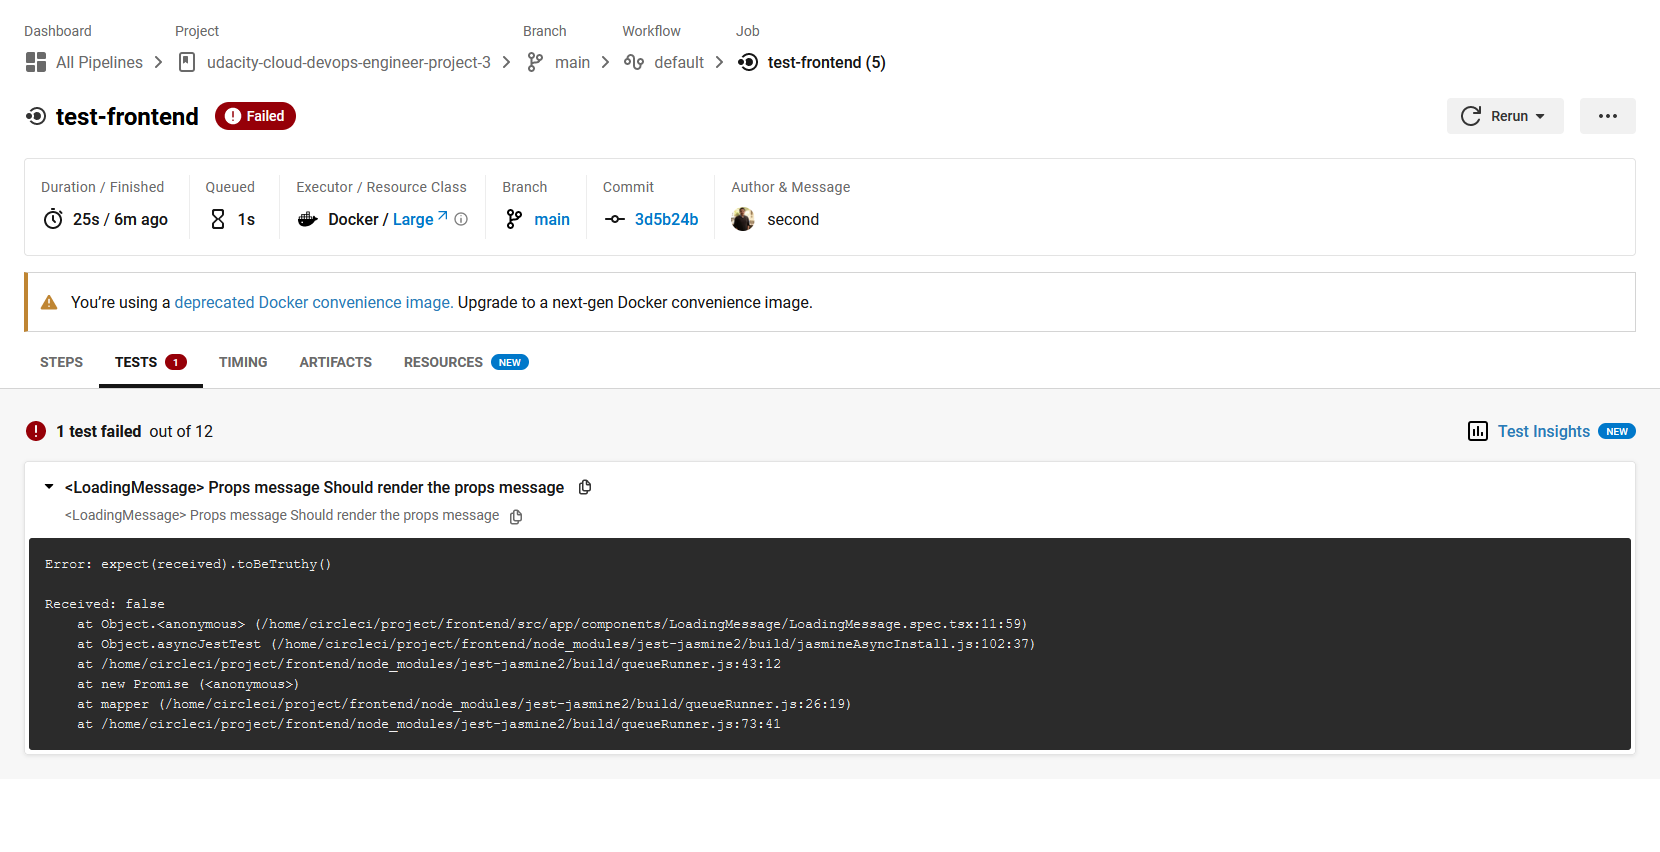 Dashboard Project Branch Workflow Job
All Pipelines udacity-cloud-devops-engineer-project-3 main default test-frontend (5)
test-frontend Failed Rerun
Duration / Finished Queued Executor / Resource Class Branch Commit Author & Message
25s / 6m ago 1s Docker / Large main 3d5b24b second
You're using a deprecated Docker convenience image. Upgrade to a next-gen Docker convenience image.
STEPS TESTS 1 TIMING ARTIFACTS RESOURCES NEW
1 test failed out of 12 Test Insights NEW
<LoadingMessage> Props message Should render the props message
<LoadingMessage> Props message Should render the props message
Error: expect(received).toBeTruthy()
Received: false
at Object.<anonymous> (/home/circleci/project/frontend/src/app/components/LoadingMessage/LoadingMessage.spec.tsx:11:59)
at Object.asyncJestTest (/home/circleci/project/frontend/node_modules/jest-jasmine2/build/jasmineAsyncInstall.js:102:37)
at /home/circleci/project/frontend/node_modules/jest-jasmine2/build/queueRunner.js:43:12
at new Promise (<anonymous>)
at mapper (/home/circleci/project/frontend/node_modules/jest-jasmine2/build/queueRunner.js:26:19)
at /home/circleci/project/frontend/node_modules/jest-jasmine2/build/queueRunner.js:73:41